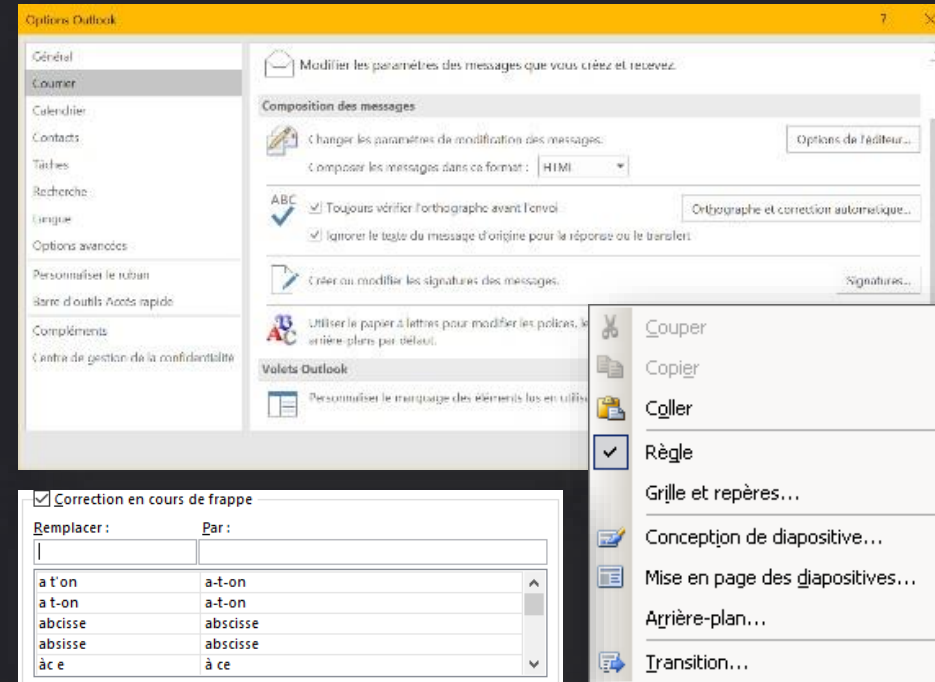 Options Outlook
?
Général
Courrier
Calendrier
Contacts
Tâches
Recherche
Langue
Options avancées
Personnaliser le ruban
Barre d'outils Accès rapide
Compléments
Centre de gestion de la confidentialité
Modifier les paramètres des messages que vous créez et recevez.
Composition des messages
Changer les paramètres de modification des messages.
Options de l'éditeur...
Composer les messages dans ce format : HTML
ABC
Toujours vérifier l'orthographe avant l'envoi
Orthographe et correction automatique...
Ignorer le texte du message d'origine pour la réponse ou le transfert
Créer ou modifier les signatures des messages.
Signatures...
Utiliser le papier à lettres pour modifier les polices, le
arrière-plans par défaut.
Volets Outlook
Personnaliser le marquage des éléments lus en utilis
Couper
Copier
Coller
Règle
Grille et repères...
Conception de diapositive...
Mise en page des diapositives...
Arrière-plan...
Transition...
Correction en cours de frappe
Remplacer : Par :
a t'on a-t-on
a t-on a-t-on
abcisse abscisse
absisse abscisse
àc e à ce